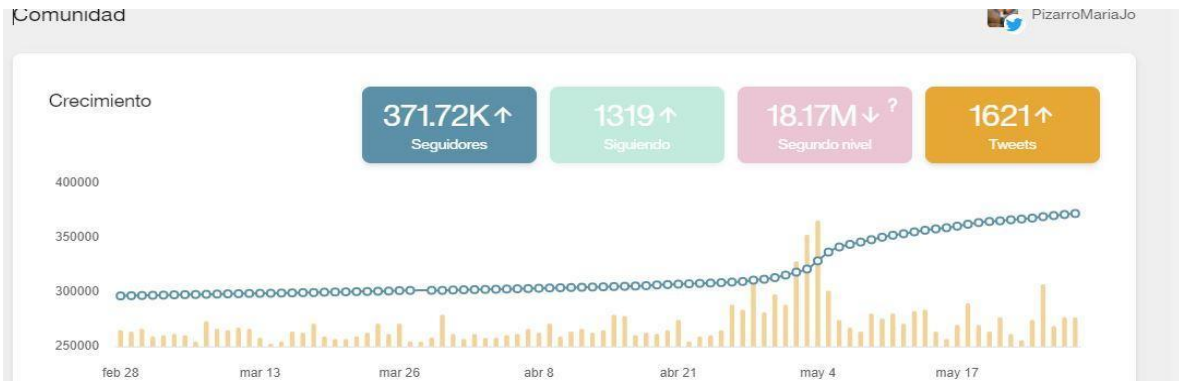 Comunidad
PizarroMariaJo
Crecimiento
371.72K↑
Seguidores
1319↑
Siguiendo
18.17M↓ ?
Segundo nivel
1621↑
Tweets
400000
350000
300000
250000
feb 28 mar 13 mar 26 abr 8 abr 21 may 4 may 17